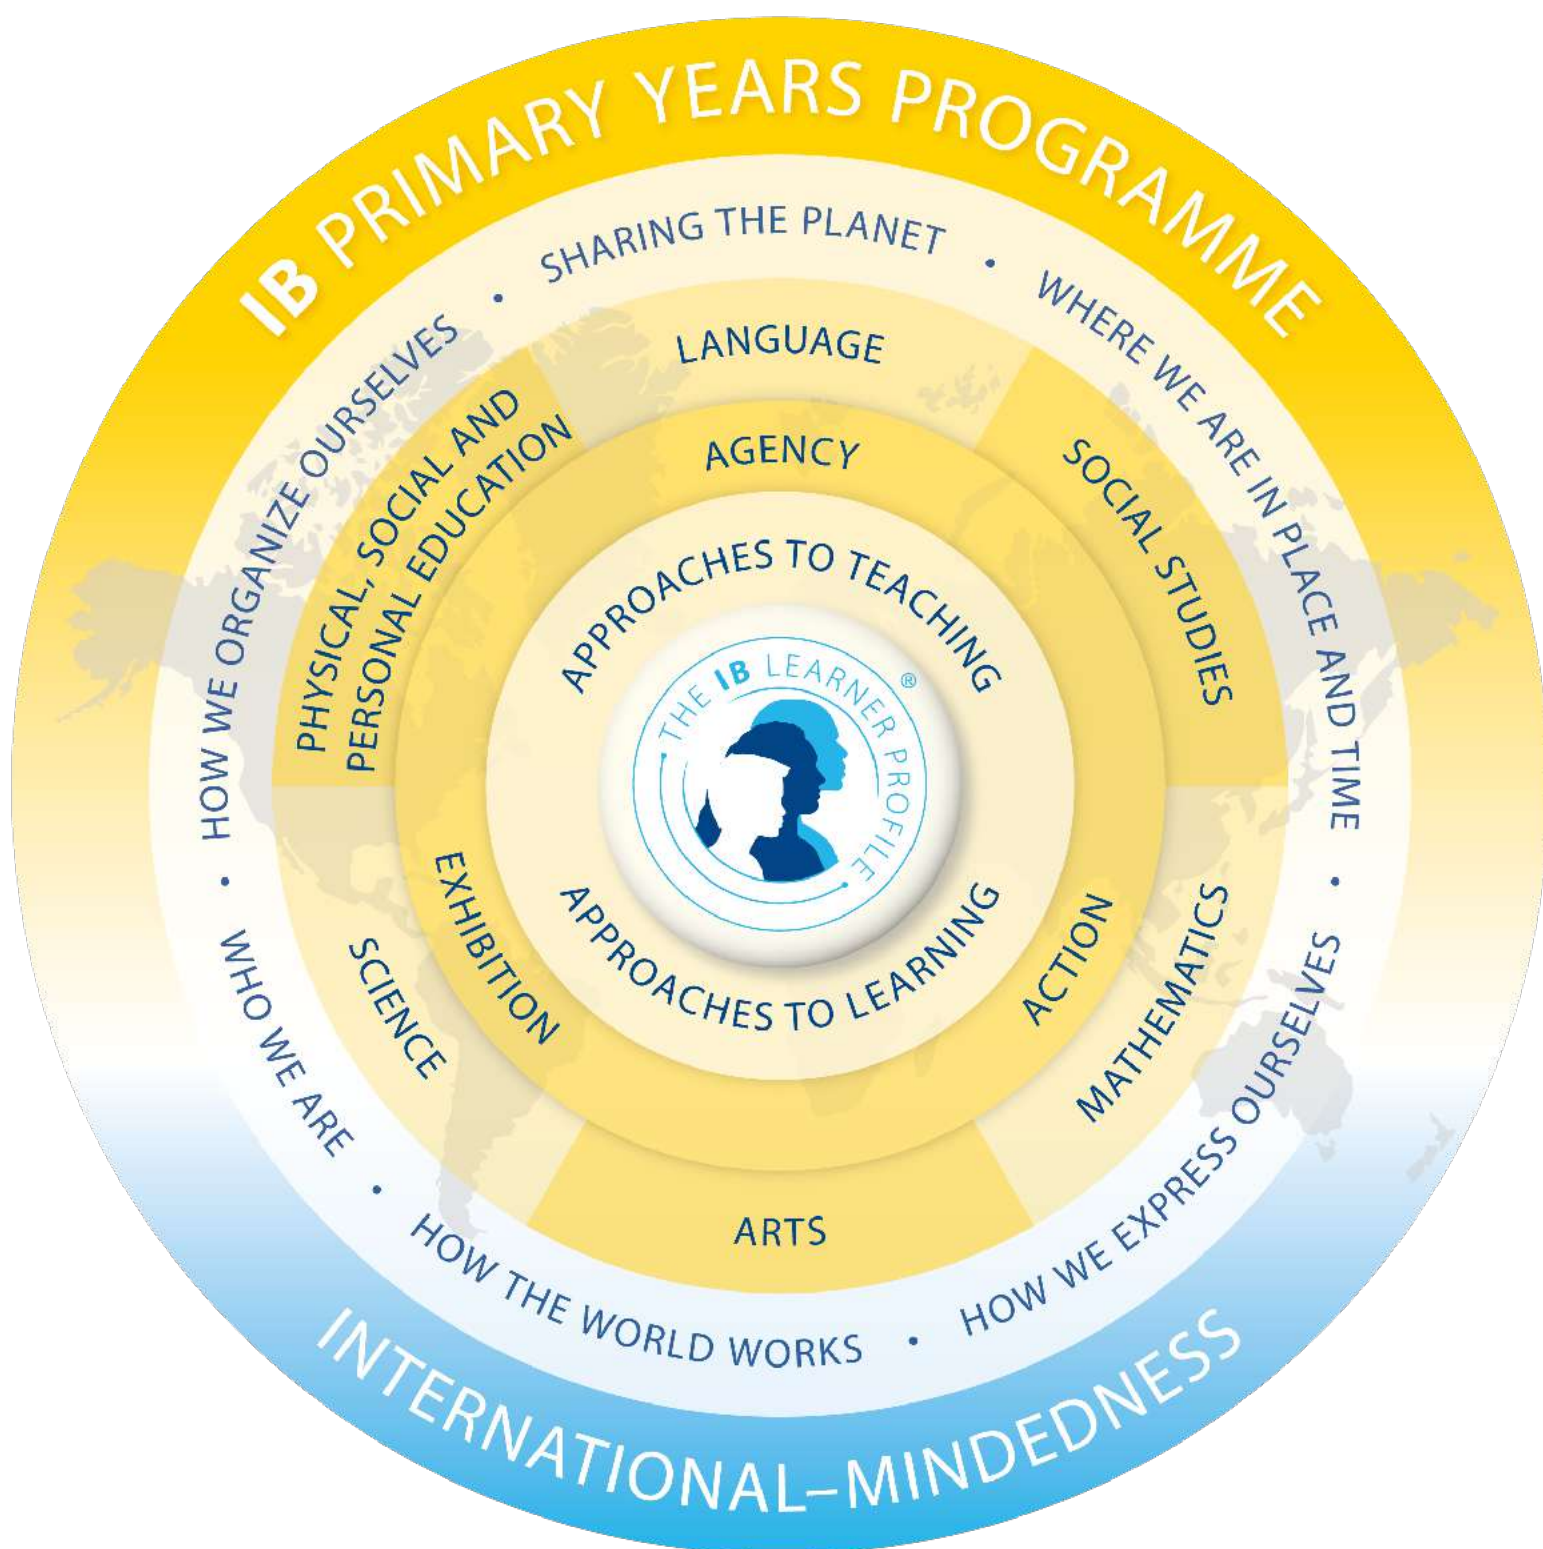 IB PRIMARY YEARS PROGRAMME
SHARING THE PLANET • WHERE WE ARE IN PLACE AND TIME • HOW WE EXPRESS OURSELVES • HOW THE WORLD WORKS • WHO WE ARE • HOW WE ORGANIZE OURSELVES •
LANGUAGE
SOCIAL STUDIES
MATHEMATICS
ARTS
SCIENCE
PHYSICAL, SOCIAL AND
PERSONAL EDUCATION
AGENCY
ACTION
EXHIBITION
APPROACHES TO TEACHING
THE IB LEARNER PROFILE ®
APPROACHES TO LEARNING
INTERNATIONAL–MINDEDNESS